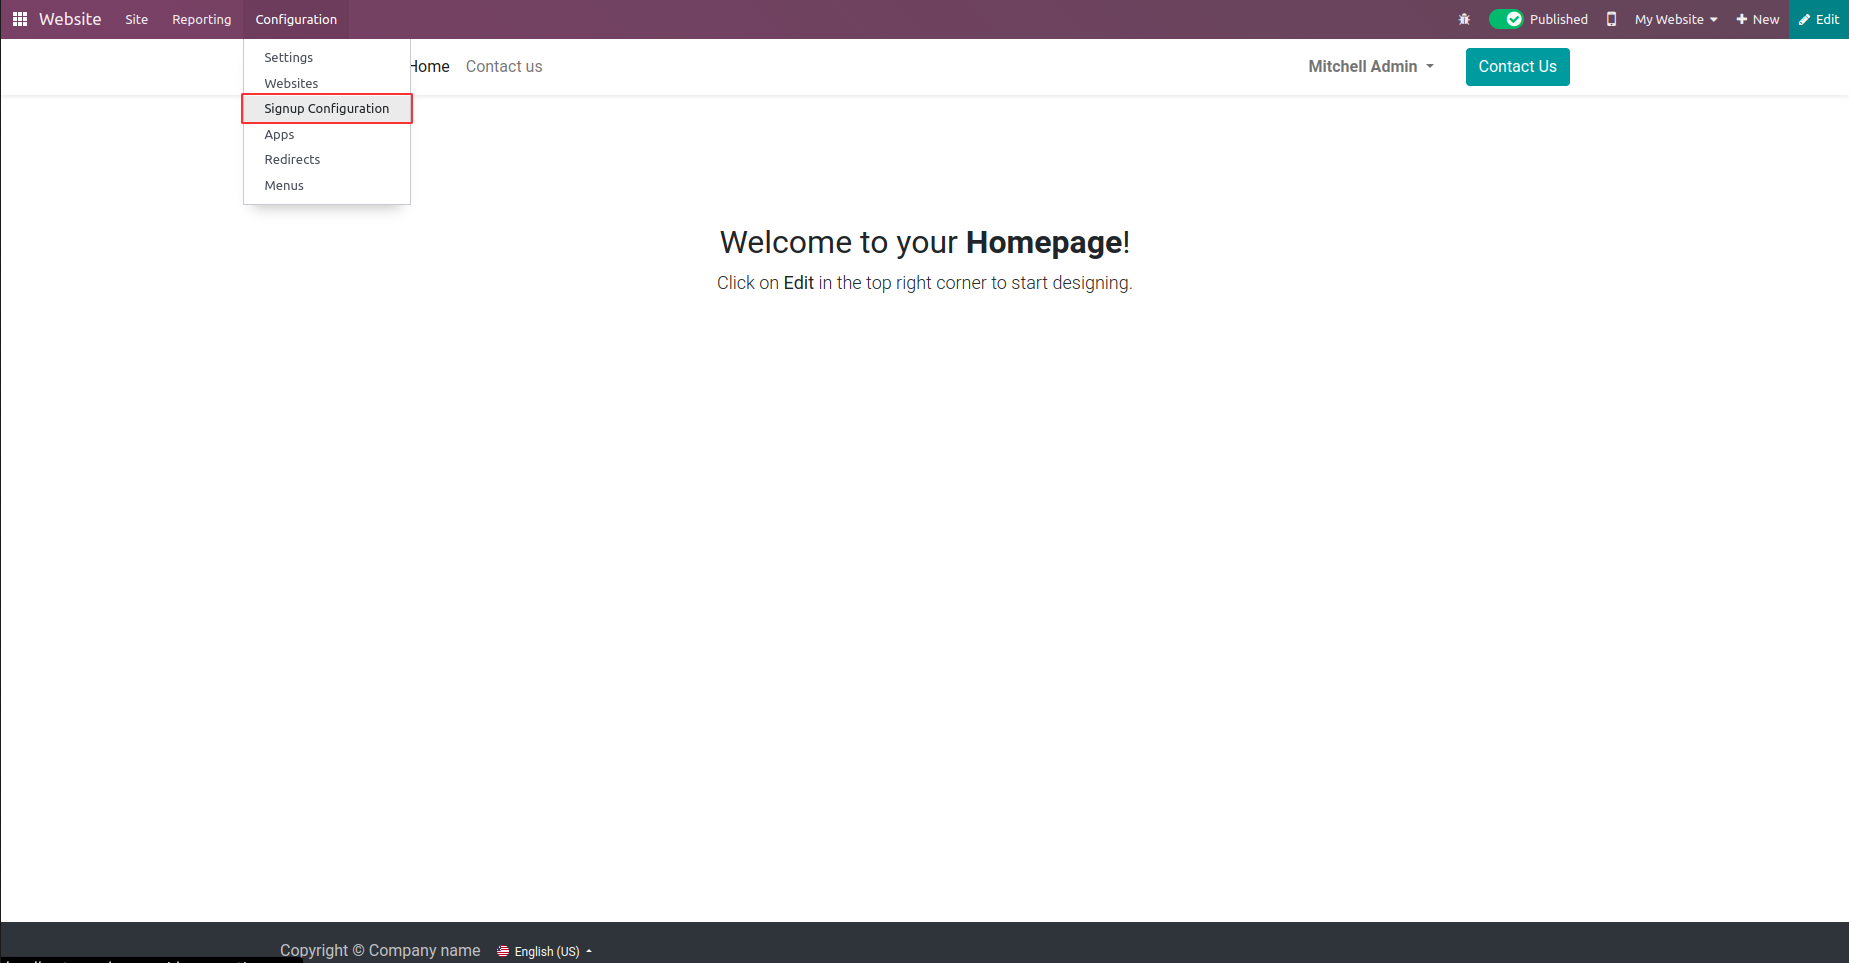 Website Site Reporting Configuration Published My Website New Edit
Settings
Websites
Signup Configuration
Apps
Redirects
Menus
Home Contact us Mitchell Admin Contact Us
Welcome to your Homepage!
Click on Edit in the top right corner to start designing.
Copyright © Company name English (US)